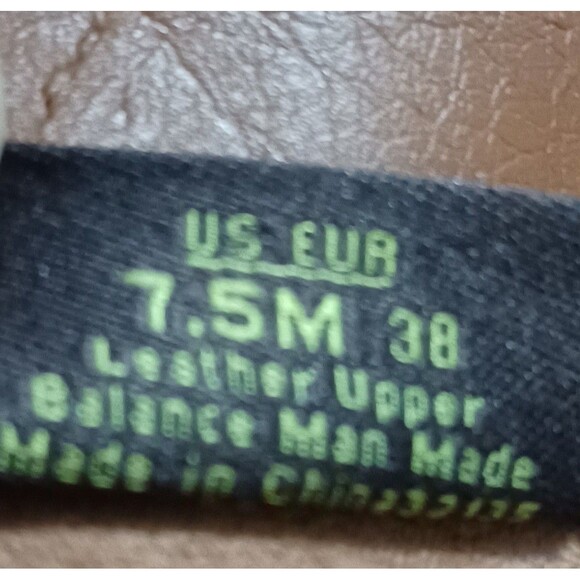 US EUR
7.5M 38
Leather Upper
Balance Man Made
Made in China